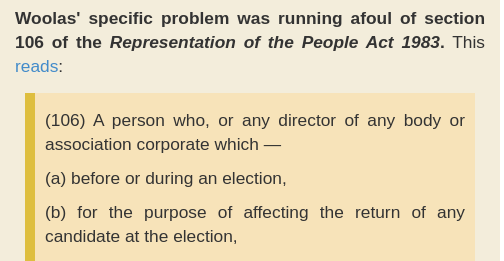 Woolas' specific problem was running afoul of section
106 of the Representation of the People Act 1983. This
reads:
(106) A person who, or any director of any body or
association corporate which —
(a) before or during an election,
(b) for the purpose of affecting the return of any
candidate at the election,